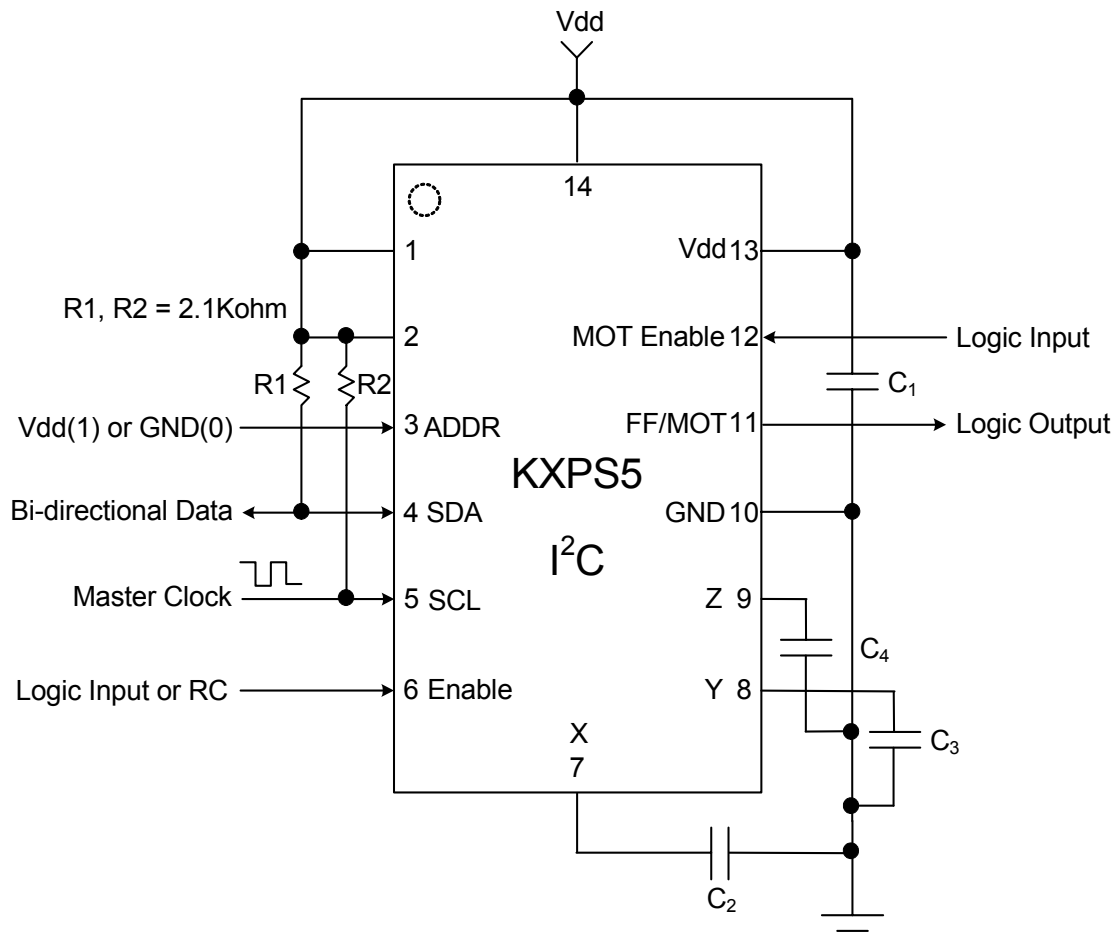 Vdd
14
1
Vdd 13
R1, R2 = 2.1Kohm
2
MOT Enable 12
Logic Input
R1
R2
C₁
Vdd(1) or GND(0)
3 ADDR
FF/MOT 11
Logic Output
KXPS5
Bi-directional Data
4 SDA
GND 10
I²C
Master Clock
5 SCL
Z 9
C₄
Logic Input or RC
6 Enable
Y 8
X
7
C₃
C₂